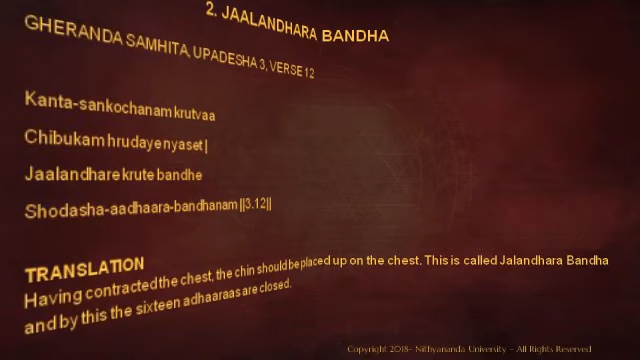 2. JAALANDHARA BANDHA
GHERANDA SAMHITA, UPADESHA 3, VERSE 12
Kanta-sankochanam krutvaa
Chibukam hrudaye nyaset |
Jaalandhare krute bandhe
Shodasha-aadhaara-bandhanam ||3.12||
TRANSLATION
Having contracted the chest, the chin should be placed up on the chest. This is called Jalandhara Bandha
and by this the sixteen adhaaraas are closed.
Copyright 2018- Nithyananda University - All Rights Reserved